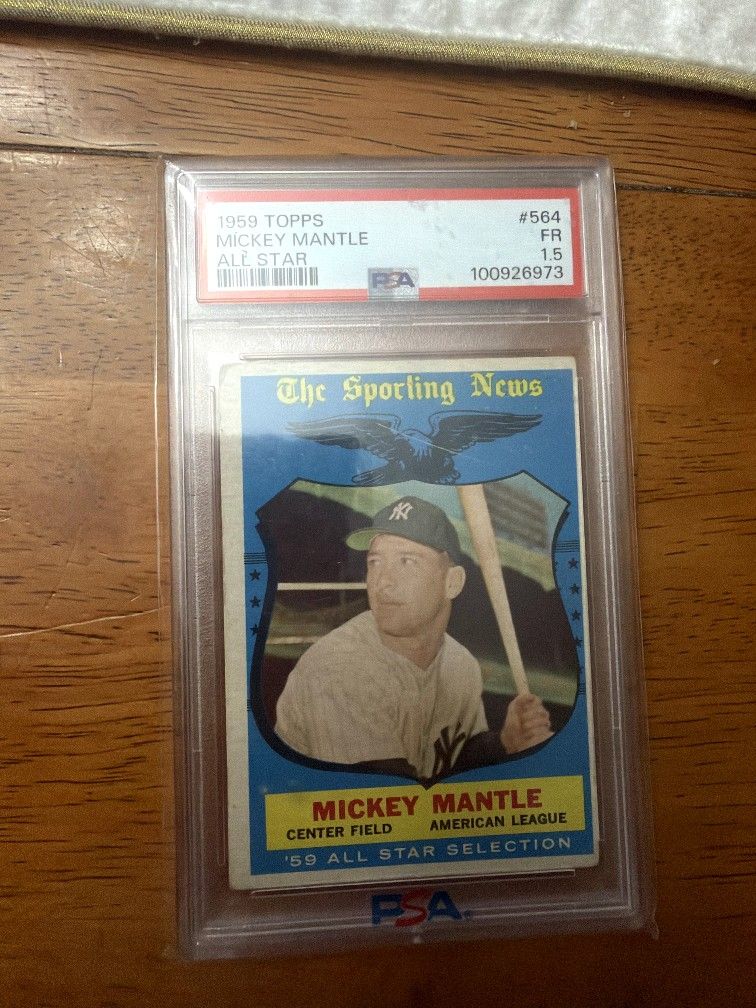 1959 TOPPS #564
MICKEY MANTLE FR
ALL STAR 1.5
PSA 100926973
The Sporting News
NY
NY
MICKEY MANTLE
CENTER FIELD AMERICAN LEAGUE
'59 ALL STAR SELECTION
PSA